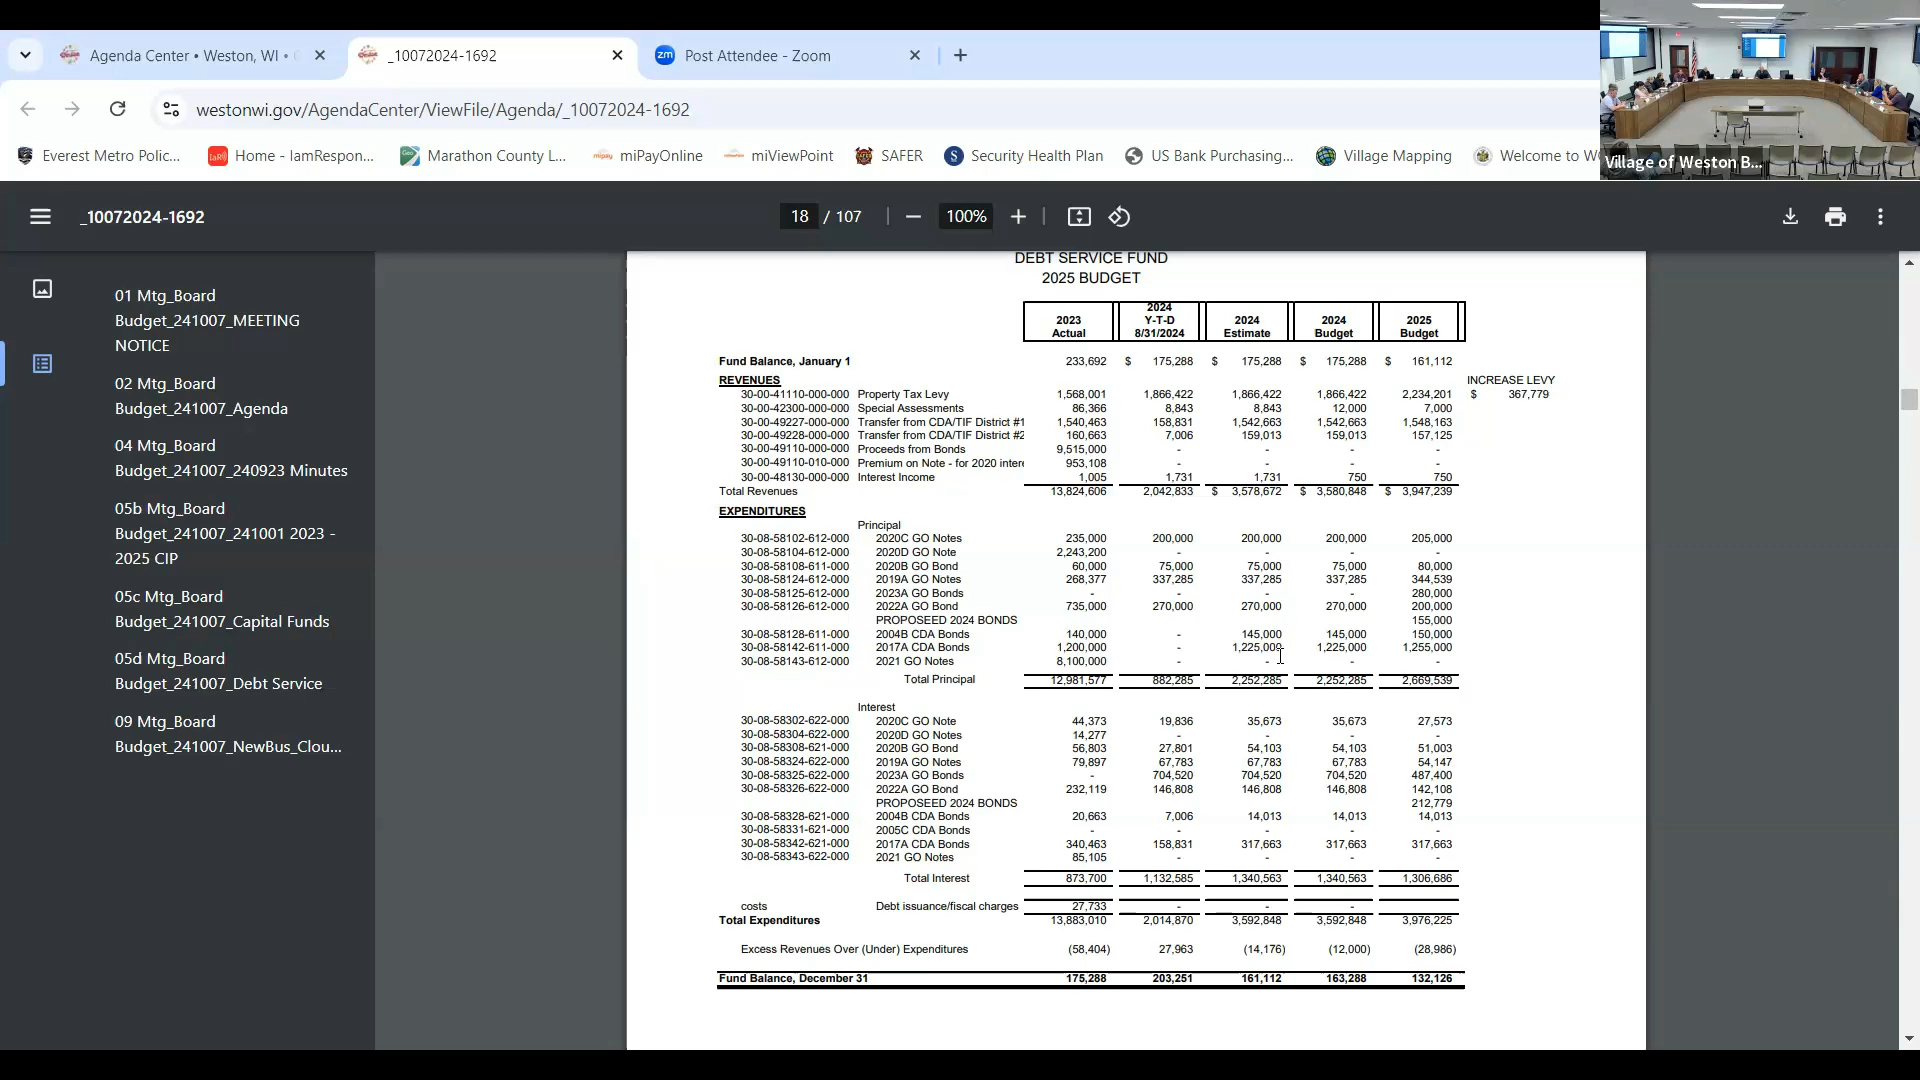 Agenda Center • Weston, WI •
_10072024-1692
zm Post Attendee - Zoom
westonwi.gov/AgendaCenter/ViewFile/Agenda/_10072024-1692
Everest Metro Polic... Home - IamRespon... Marathon County L... miPayOnline miViewPoint SAFER Security Health Plan US Bank Purchasing... Village Mapping Welcome to W
Village of Weston B...
_10072024-1692
18 / 107 100%
01 Mtg_Board
Budget_241007_MEETING
NOTICE
02 Mtg_Board
Budget_241007_Agenda
04 Mtg_Board
Budget_241007_240923 Minutes
05b Mtg_Board
Budget_241007_241001 2023 -
2025 CIP
05c Mtg_Board
Budget_241007_Capital Funds
05d Mtg_Board
Budget_241007_Debt Service
09 Mtg_Board
Budget_241007_NewBus_Clou...
DEBT SERVICE FUND
2025 BUDGET
2023 Actual 2024 Y-T-D 8/31/2024 2024 Estimate 2024 Budget 2025 Budget
Fund Balance, January 1 233,692 $ 175,288 $ 175,288 $ 175,288 $ 161,112
REVENUES INCREASE LEVY
30-00-41110-000-000 Property Tax Levy 1,568,001 1,866,422 1,866,422 1,866,422 2,234,201 $ 367,779
30-00-42300-000-000 Special Assessments 86,366 8,843 8,843 12,000 7,000
30-00-49227-000-000 Transfer from CDA/TIF District #1 1,540,463 158,831 1,542,663 1,542,663 1,548,163
30-00-49228-000-000 Transfer from CDA/TIF District #2 160,663 7,006 159,013 159,013 157,125
30-00-49110-000-000 Proceeds from Bonds 9,515,000 - - - -
30-00-49110-010-000 Premium on Note - for 2020 intere 953,108 - - - -
30-00-48130-000-000 Interest Income 1,005 1,731 1,731 750 750
Total Revenues 13,824,606 2,042,833 $ 3,578,672 $ 3,580,848 $ 3,947,239
EXPENDITURES
Principal
30-08-58102-612-000 2020C GO Notes 235,000 200,000 200,000 200,000 205,000
30-08-58104-612-000 2020D GO Note 2,243,200 - - - -
30-08-58108-611-000 2020B GO Bond 60,000 75,000 75,000 75,000 80,000
30-08-58124-612-000 2019A GO Notes 268,377 337,285 337,285 337,285 344,539
30-08-58125-612-000 2023A GO Bonds - - - - 280,000
30-08-58126-612-000 2022A GO Bond 735,000 270,000 270,000 270,000 200,000
PROPOSEED 2024 BONDS 155,000
30-08-58128-611-000 2004B CDA Bonds 140,000 - 145,000 145,000 150,000
30-08-58142-611-000 2017A CDA Bonds 1,200,000 - 1,225,000 1,225,000 1,255,000
30-08-58143-612-000 2021 GO Notes 8,100,000 - - - -
Total Principal 12,981,577 882,285 2,252,285 2,252,285 2,669,539
Interest
30-08-58302-622-000 2020C GO Note 44,373 19,836 35,673 35,673 27,573
30-08-58304-622-000 2020D GO Notes 14,277 - - - -
30-08-58308-621-000 2020B GO Bond 56,803 27,801 54,103 54,103 51,003
30-08-58324-622-000 2019A GO Notes 79,897 67,783 67,783 67,783 54,147
30-08-58325-622-000 2023A GO Bonds - 704,520 704,520 704,520 487,400
30-08-58326-622-000 2022A GO Bond 232,119 146,808 146,808 146,808 142,108
PROPOSEED 2024 BONDS 212,779
30-08-58328-621-000 2004B CDA Bonds 20,663 7,006 14,013 14,013 14,013
30-08-58331-621-000 2005C CDA Bonds - - - - -
30-08-58342-621-000 2017A CDA Bonds 340,463 158,831 317,663 317,663 317,663
30-08-58343-622-000 2021 GO Notes 85,105 - - - -
Total Interest 873,700 1,132,585 1,340,563 1,340,563 1,306,686
costs Debt issuance/fiscal charges 27,733 - - -
Total Expenditures 13,883,010 2,014,870 3,592,848 3,592,848 3,976,225
Excess Revenues Over (Under) Expenditures (58,404) 27,963 (14,176) (12,000) (28,986)
Fund Balance, December 31 175,288 203,251 161,112 163,288 132,126